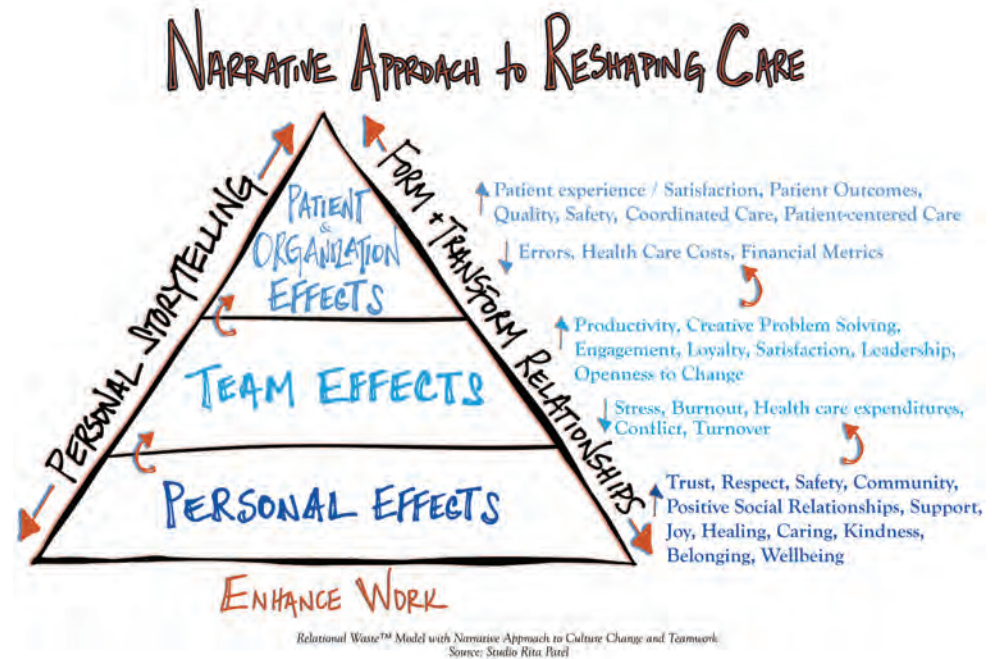 NARRATIVE APPROACH to RESHAPING CARE
PERSONAL STORYTELLING
FORM + TRANSFORM RELATIONSHIPS
PATIENT
&
ORGANIZATION
EFFECTS
Patient experience / Satisfaction, Patient Outcomes,
Quality, Safety, Coordinated Care, Patient-centered Care
Errors, Health Care Costs, Financial Metrics
TEAM EFFECTS
Productivity, Creative Problem Solving,
Engagement, Loyalty, Satisfaction, Leadership,
Openness to Change
Stress, Burnout, Health care expenditures,
Conflict, Turnover
PERSONAL EFFECTS
Trust, Respect, Safety, Community,
Positive Social Relationships, Support,
Joy, Healing, Caring, Kindness,
Belonging, Wellbeing
ENHANCE WORK
Relational Waste™ Model with Narrative Approach to Culture Change and Teamwork
Source: Studio Rita Patel